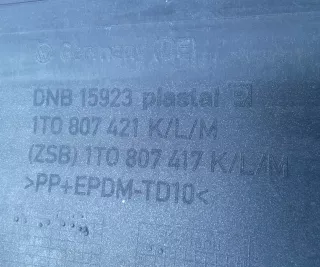 DNB 15923 plastal
1T0 807 421 K/L/M
(ZSB) 1T0 807 417 K/L/M
>PP+EPDM-TD10<